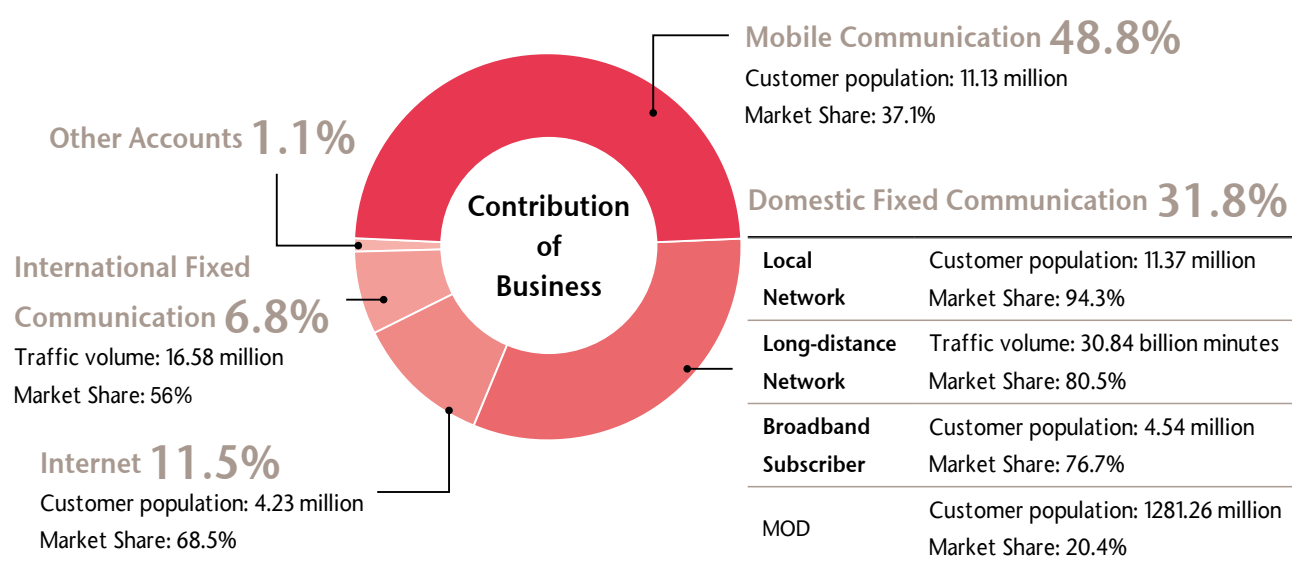 Contribution
of
Business
Mobile Communication 48.8%
Customer population: 11.13 million
Market Share: 37.1%
Domestic Fixed Communication 31.8%
Local Customer population: 11.37 million
Network Market Share: 94.3%
Long-distance Traffic volume: 30.84 billion minutes
Network Market Share: 80.5%
Broadband Customer population: 4.54 million
Subscriber Market Share: 76.7%
MOD
Customer population: 1281.26 million
Market Share: 20.4%
Other Accounts 1.1%
International Fixed
Communication 6.8%
Traffic volume: 16.58 million
Market Share: 56%
Internet 11.5%
Customer population: 4.23 million
Market Share: 68.5%